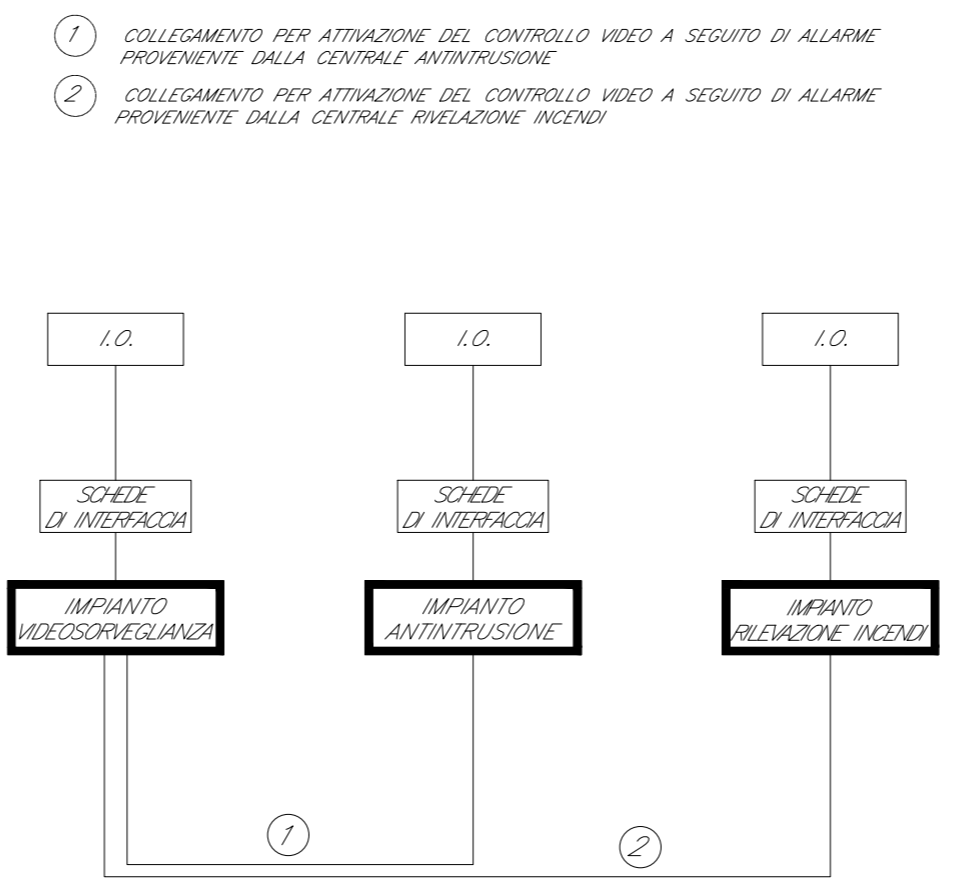 1 COLLEGAMENTO PER ATTIVAZIONE DEL CONTROLLO VIDEO A SEGUITO DI ALLARME
PROVENIENTE DALLA CENTRALE ANTINTRUSIONE
2 COLLEGAMENTO PER ATTIVAZIONE DEL CONTROLLO VIDEO A SEGUITO DI ALLARME
PROVENIENTE DALLA CENTRALE RIVELAZIONE INCENDI
I.O.
I.O.
I.O.
SCHEDE
DI INTERFACCIA
SCHEDE
DI INTERFACCIA
SCHEDE
DI INTERFACCIA
IMPIANTO
VIDEOSORVEGLIANZA
IMPIANTO
ANTINTRUSIONE
IMPIANTO
RILEVAZIONE INCENDI
1
2